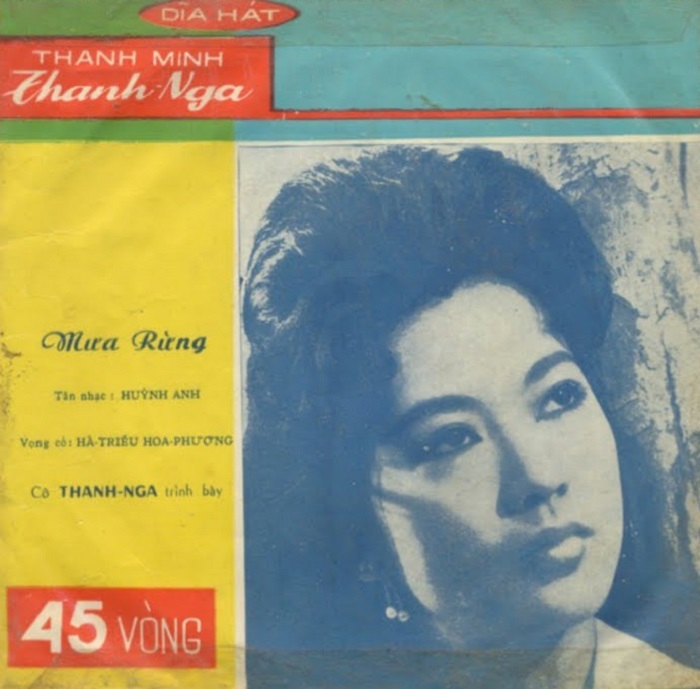 DĨA HÁT
THANH MINH
Thanh-Nga
Mưa Rừng
Tân nhạc : HUỲNH ANH
Vọng cổ : HÀ-TRIỀU HOA-PHƯỢNG
Cô THANH-NGA trình bày
45 VÒNG